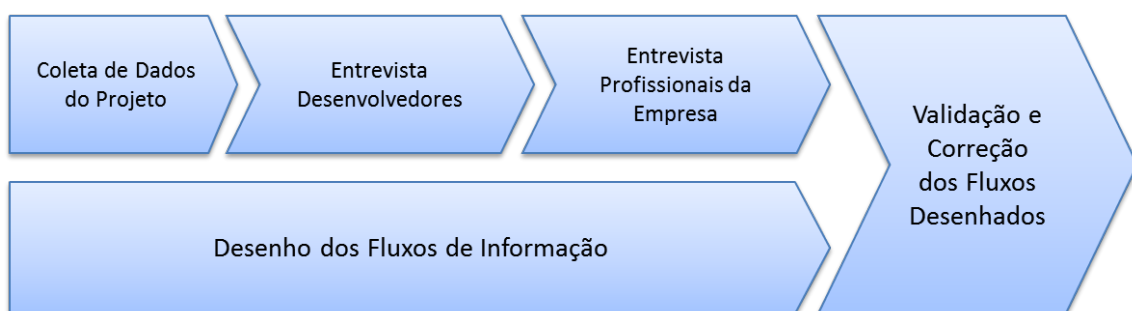 Coleta de Dados
do Projeto
Entrevista
Desenvolvedores
Entrevista
Profissionais da
Empresa
Validação e
Correção
dos Fluxos
Desenhados
Desenho dos Fluxos de Informação